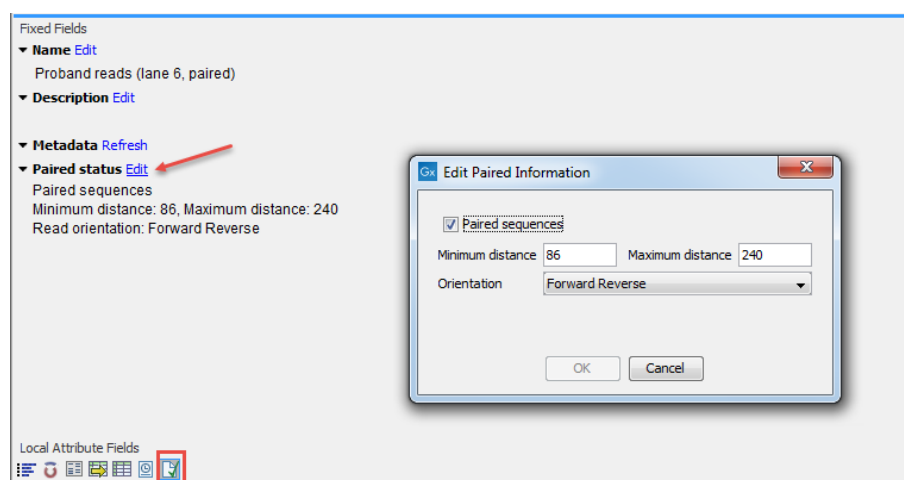 Fixed Fields
Name Edit
Proband reads (lane 6, paired)
Description Edit
Metadata Refresh
Paired status Edit
Paired sequences
Minimum distance: 86, Maximum distance: 240
Read orientation: Forward Reverse
Gx Edit Paired Information
Paired sequences
Minimum distance 86 Maximum distance 240
Orientation Forward Reverse
OK Cancel
Local Attribute Fields